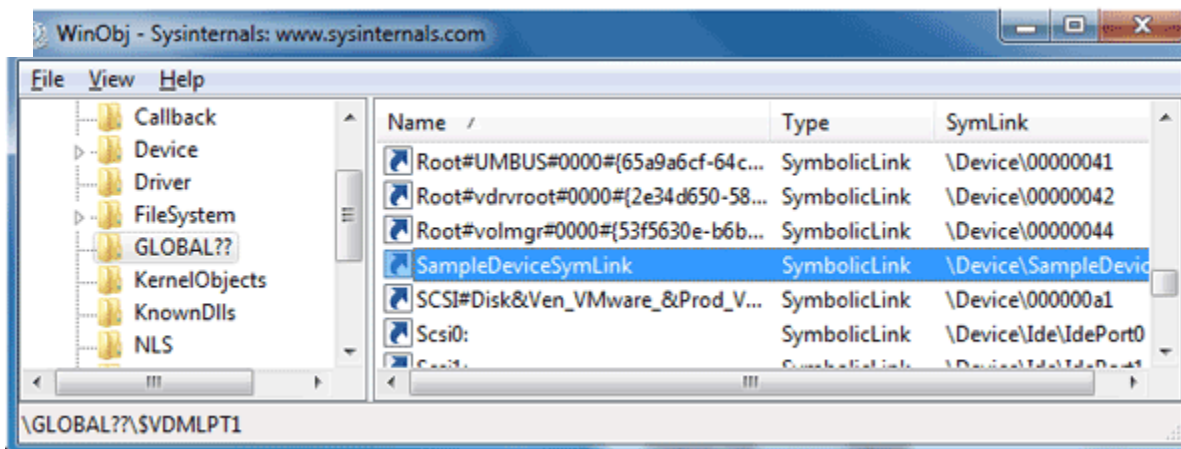 WinObj - Sysinternals: www.sysinternals.com
File View Help
Callback
Device
Driver
FileSystem
GLOBAL??
KernelObjects
KnownDlls
NLS
Name Type SymLink
Root#UMBUS#0000#{65a9a6cf-64c... SymbolicLink \Device\00000041
Root#vdrvroot#0000#{2e34d650-58... SymbolicLink \Device\00000042
Root#volmgr#0000#{53f5630e-b6b... SymbolicLink \Device\00000044
SampleDeviceSymLink SymbolicLink \Device\SampleDevic
SCSI#Disk&Ven_VMware_&Prod_V... SymbolicLink \Device\000000a1
Scsi0: SymbolicLink \Device\Ide\IdePort0
\GLOBAL??\$VDMLPT1